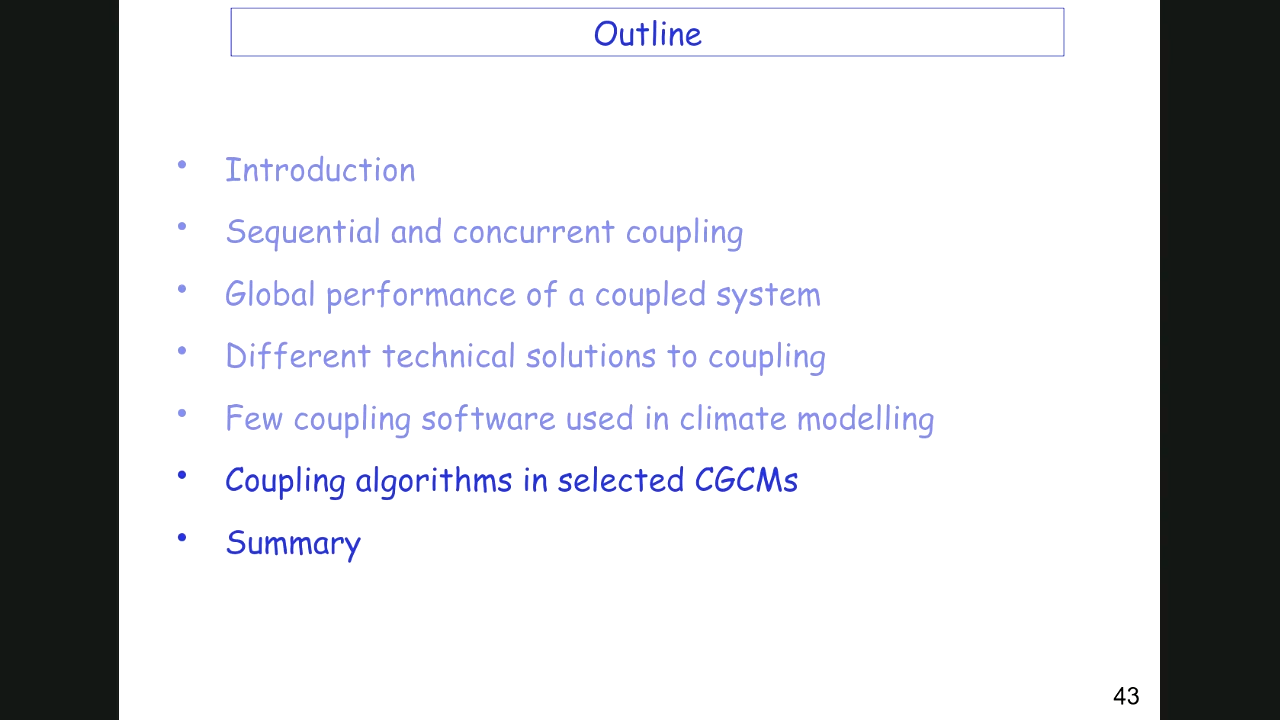 Outline
• Introduction
• Sequential and concurrent coupling
• Global performance of a coupled system
• Different technical solutions to coupling
• Few coupling software used in climate modelling
• Coupling algorithms in selected CGCMs
• Summary
43